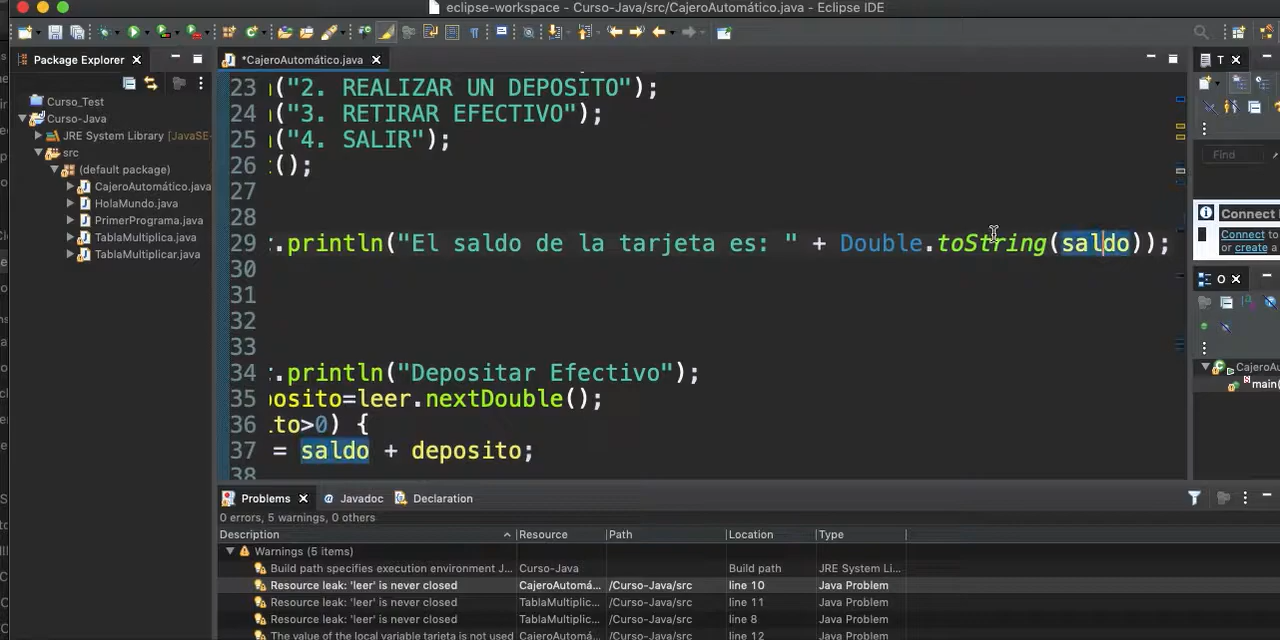 eclipse-workspace - Curso-Java/src/CajeroAutomático.java - Eclipse IDE
Package Explorer
Curso_Test
Curso-Java
JRE System Library [JavaSE-
src
(default package)
CajeroAutomático.java
HolaMundo.java
PrimerPrograma.java
TablaMultiplica.java
TablaMultiplicar.java
*CajeroAutomático.java
23 ("2. REALIZAR UN DEPOSITO");
24 ("3. RETIRAR EFECTIVO");
25 ("4. SALIR");
26 ();
27
28
29 .println("El saldo de la tarjeta es: " + Double.toString(saldo));
30
31
32
33
34 .println("Depositar Efectivo");
35 posito=leer.nextDouble();
36 to>0) {
37 = saldo + deposito;
38
T
Find
Connect
Connect to
or create a
O
CajeroAu
main(
Problems Javadoc Declaration
0 errors, 5 warnings, 0 others
Description Resource Path Location Type
Warnings (5 items)
Build path specifies execution environment J... Curso-Java Build path JRE System Li...
Resource leak: 'leer' is never closed CajeroAutomá... /Curso-Java/src line 10 Java Problem
Resource leak: 'leer' is never closed TablaMultiplic... /Curso-Java/src line 11 Java Problem
Resource leak: 'leer' is never closed TablaMultiplic... /Curso-Java/src line 8 Java Problem
The value of the local variable tarjeta is not used CajeroAutomá... /Curso-Java/src line 12 Java Problem